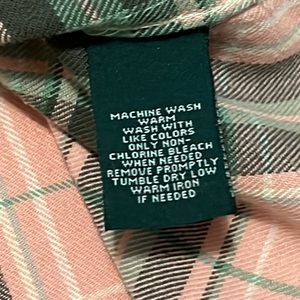 MACHINE WASH
WARM
WASH WITH
LIKE COLORS
ONLY NON-
CHLORINE BLEACH
WHEN NEEDED
REMOVE PROMPTLY
TUMBLE DRY LOW
WARM IRON
IF NEEDED